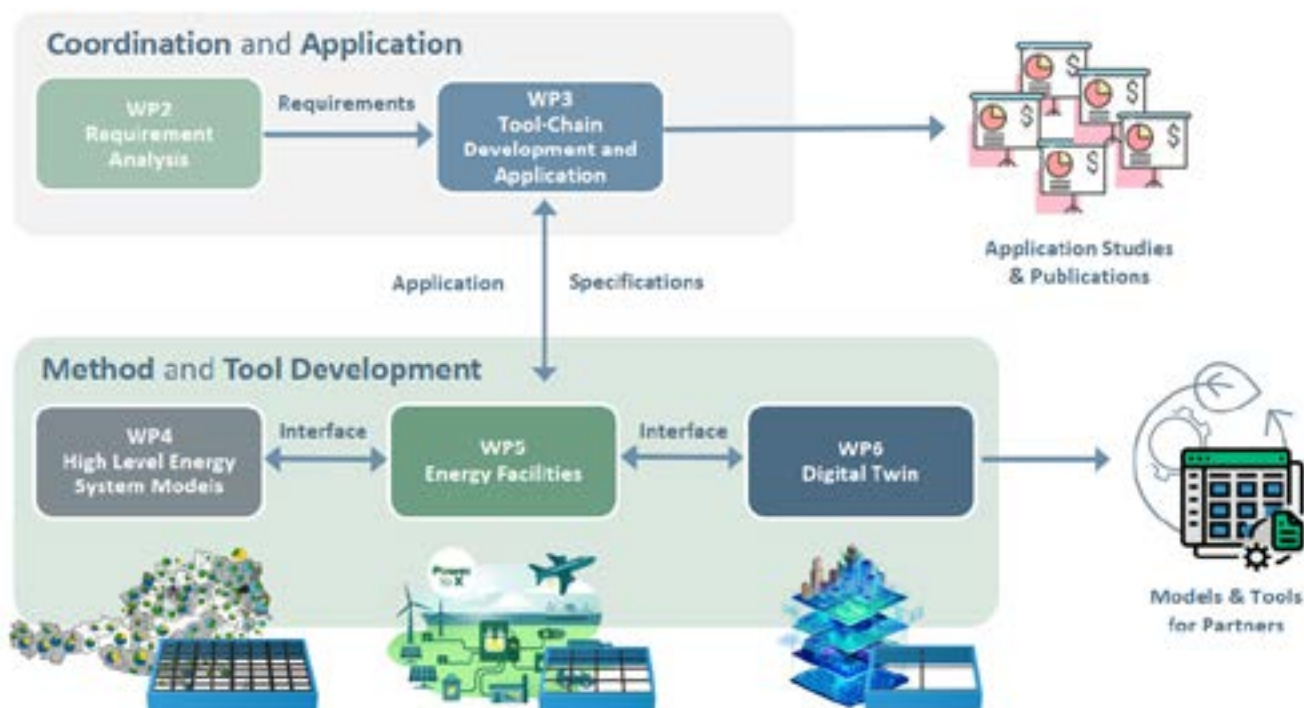 Coordination and Application
WP2
Requirement
Analysis
Requirements
WP3
Tool-Chain
Development and
Application
$
$
$
$
$
Application Studies
& Publications
Application
Specifications
Method and Tool Development
WP4
High Level Energy
System Models
Interface
WP5
Energy Facilities
Interface
WP6
Digital Twin
Power
to X
Models & Tools
for Partners